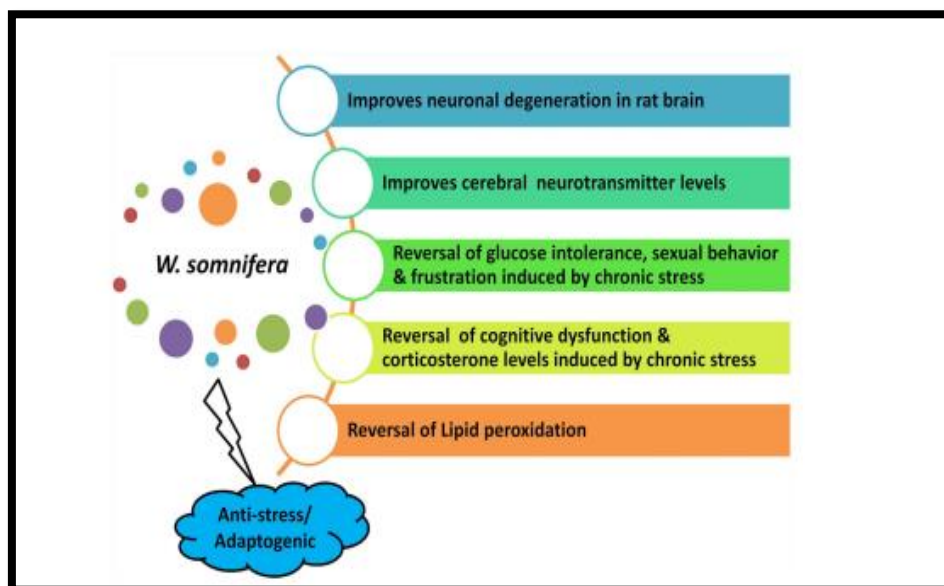 Improves neuronal degeneration in rat brain
Improves cerebral neurotransmitter levels
Reversal of glucose intolerance, sexual behavior
& frustration induced by chronic stress
W. somnifera
Reversal of cognitive dysfunction &
corticosterone levels induced by chronic stress
Reversal of Lipid peroxidation
Anti-stress/
Adaptogenic